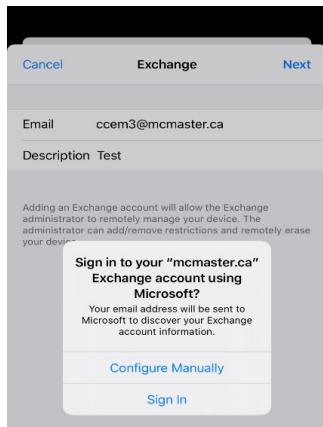 Cancel Exchange Next
Email ccem3@mcmaster.ca
Description Test
Adding an Exchange account will allow the Exchange
administrator to remotely manage your device. The
administrator can add/remove restrictions and remotely erase
your device.
Sign in to your “mcmaster.ca”
Exchange account using
Microsoft?
Your email address will be sent to
Microsoft to discover your Exchange
account information.
Configure Manually
Sign In